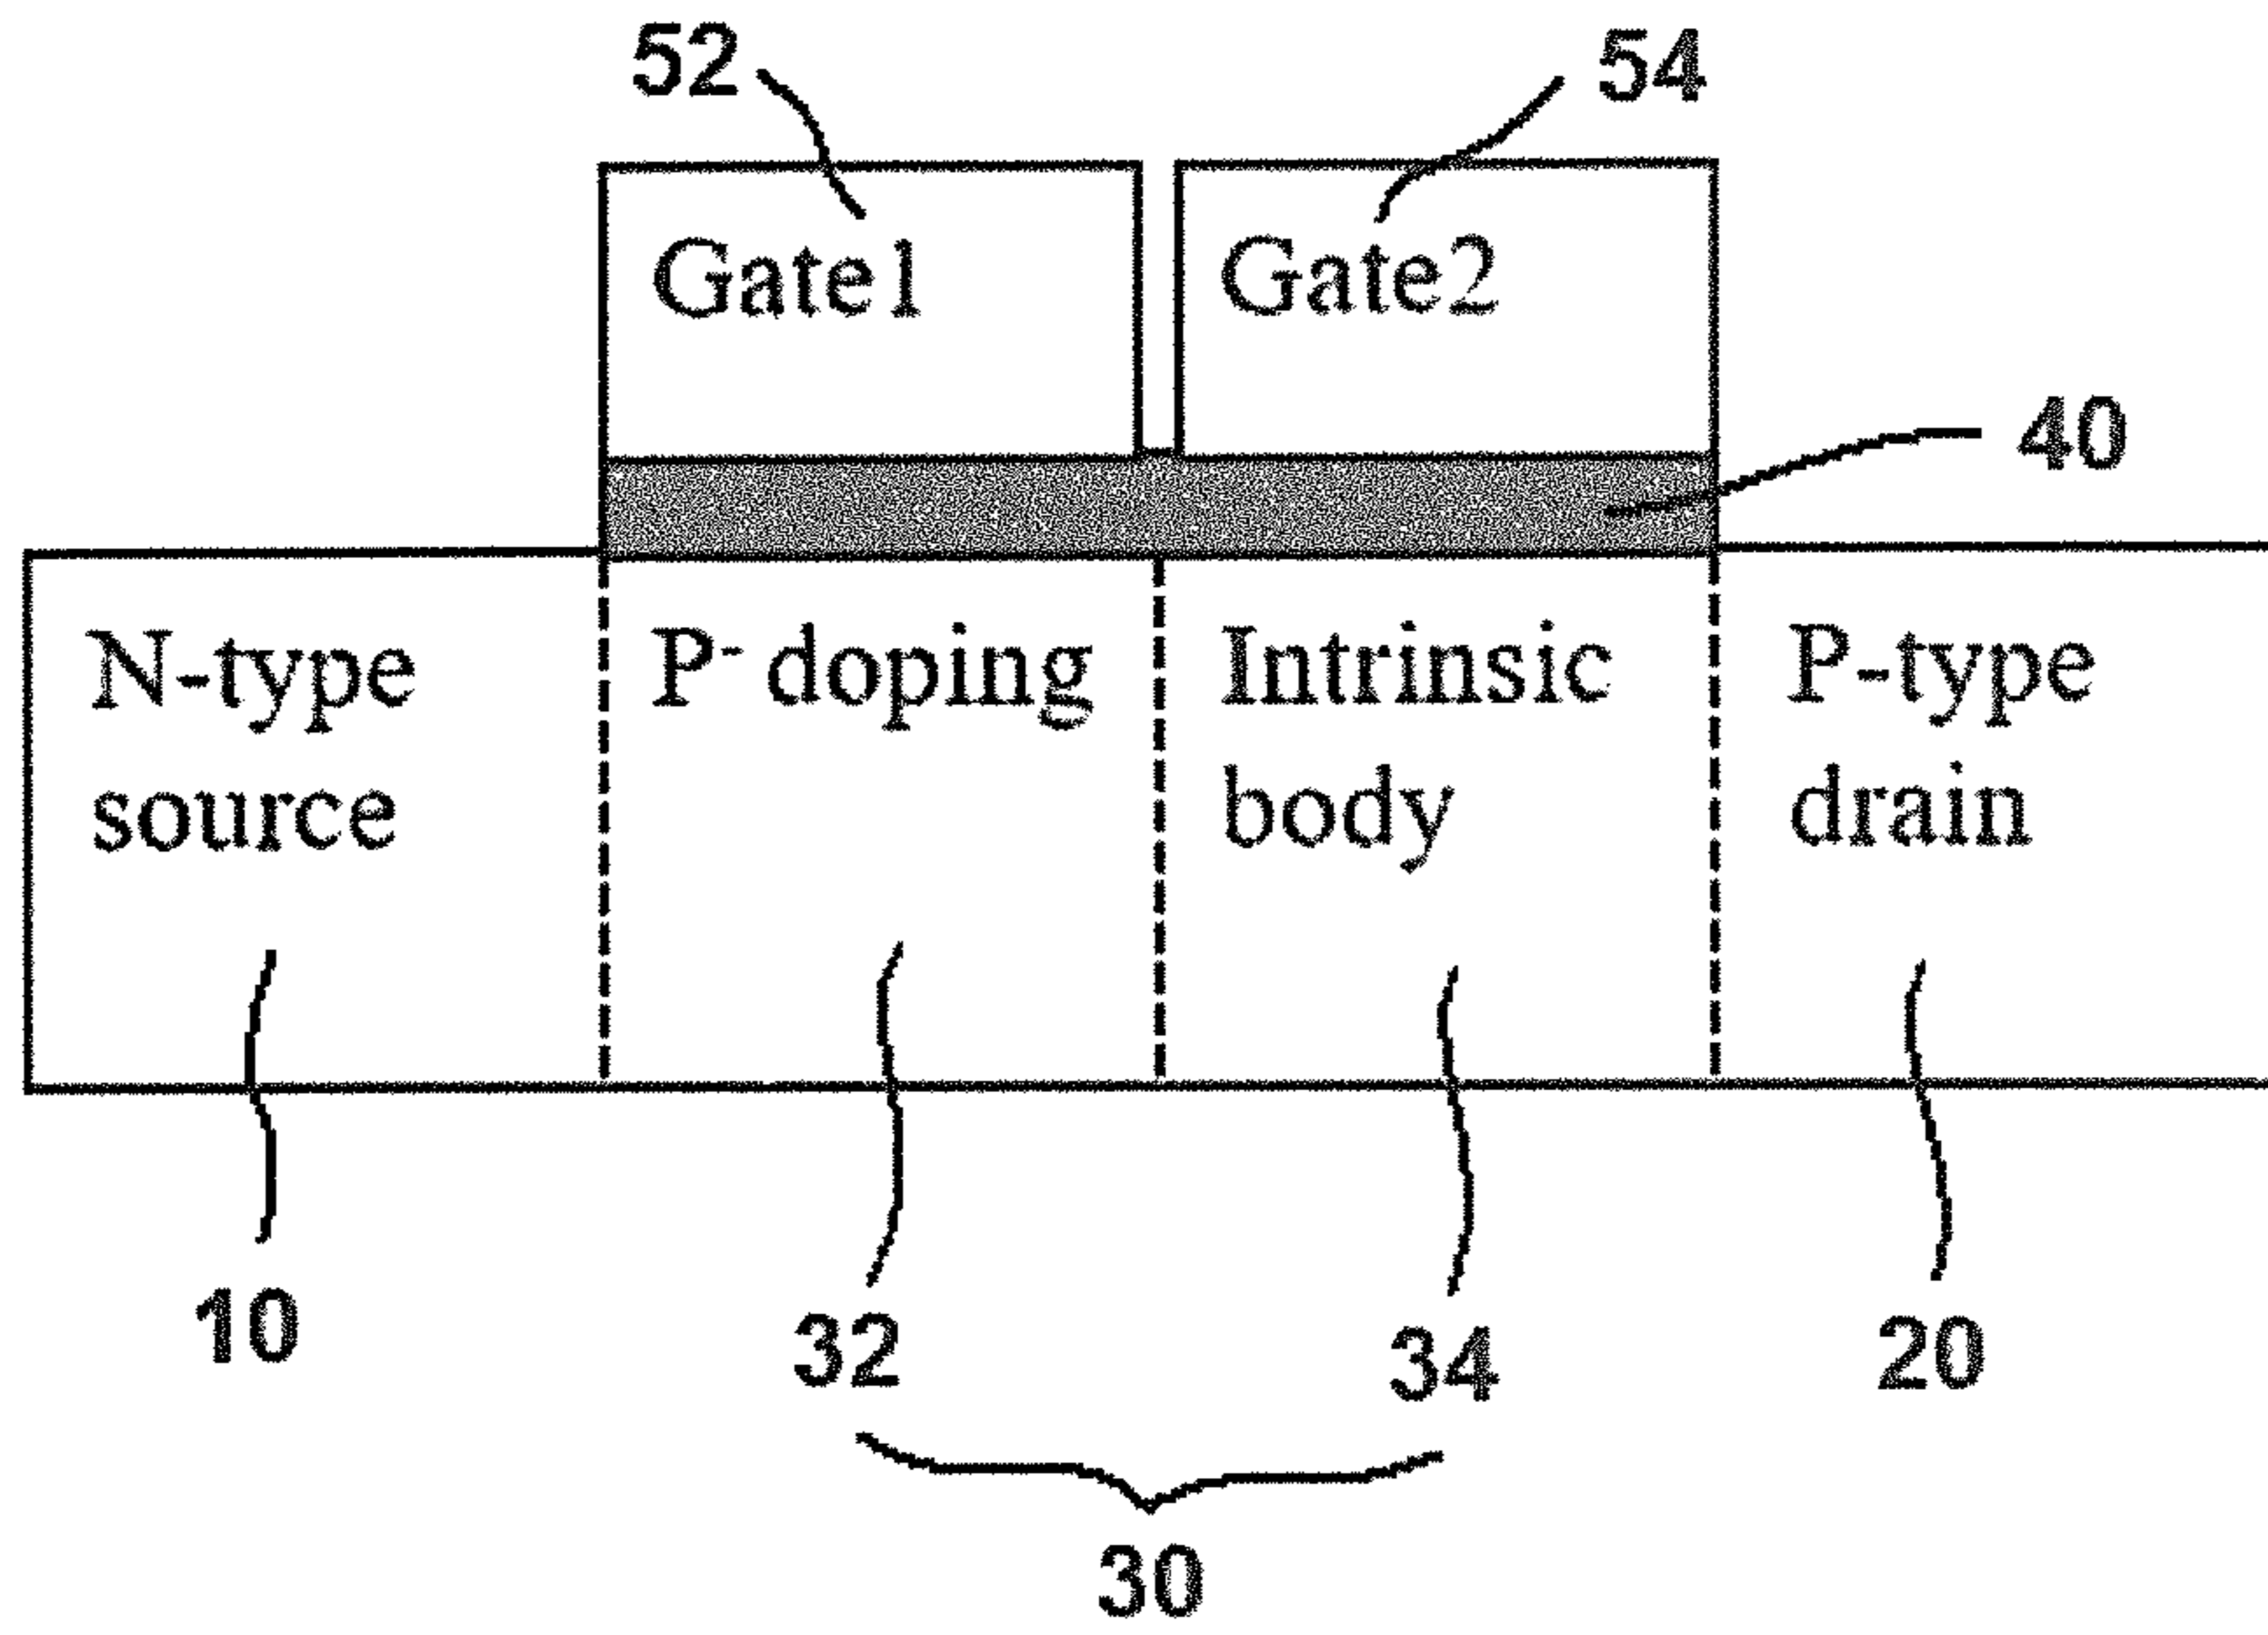 52
54
Gate1
Gate2
40
N-type
source
P- doping
Intrinsic
body
P-type
drain
10
32
34
20
30